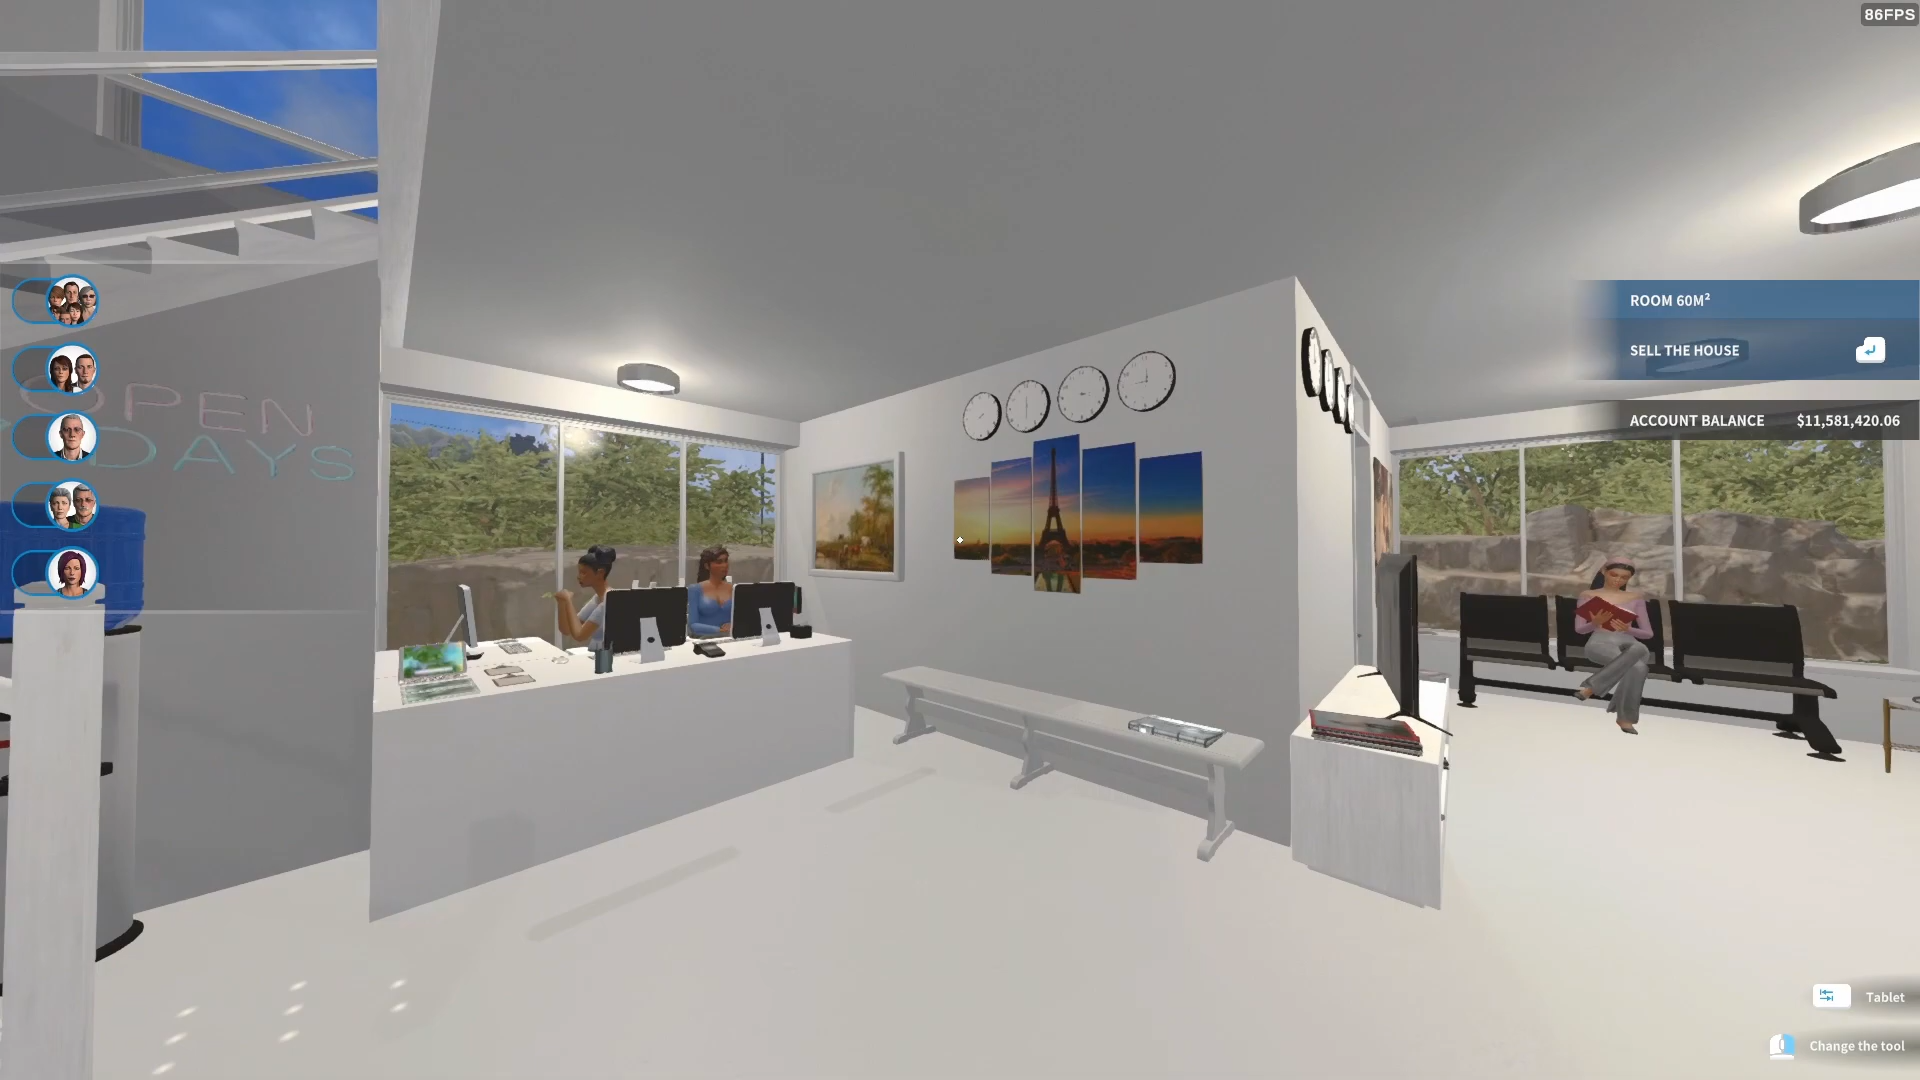 86FPS
ROOM 60M²
SELL THE HOUSE
ACCOUNT BALANCE $11,581,420.06
OPEN
DAYS
Tablet
Change the tool